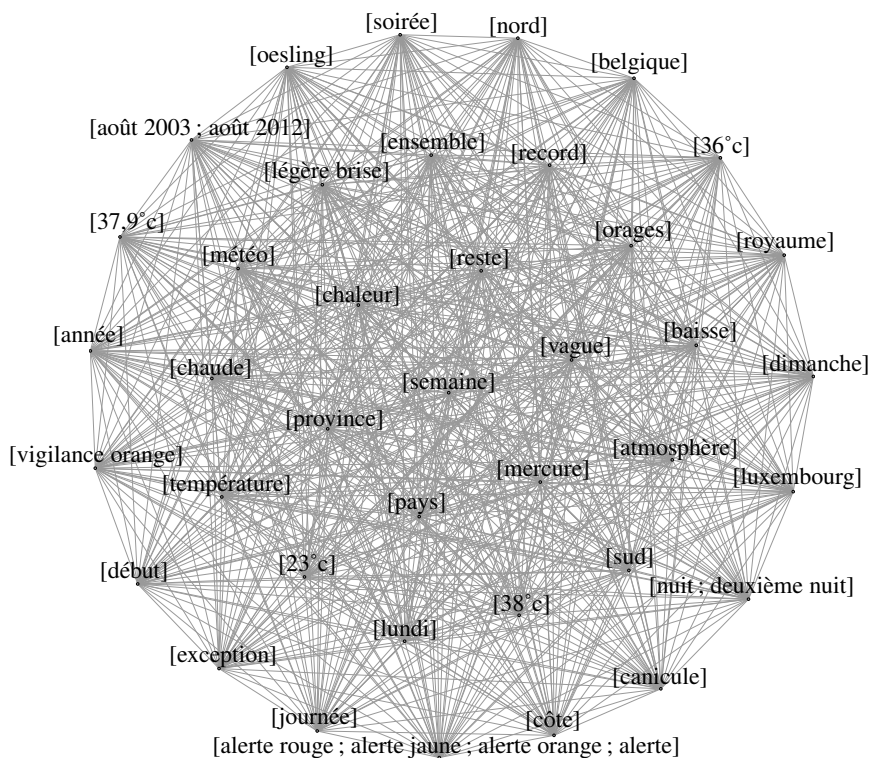 [soirée]
[nord]
[oesling]
[belgique]
[août 2003 ; août 2012]
[ensemble]
[record]
[36°c]
[légère brise]
[37,9°c]
[orages]
[royaume]
[météo]
[reste]
[chaleur]
[année]
[vague]
[baisse]
[chaude]
[semaine]
[dimanche]
[province]
[vigilance orange]
[atmosphère]
[température]
[mercure]
[luxembourg]
[pays]
[début]
[23°c]
[sud]
[nuit ; deuxième nuit]
[38°c]
[lundi]
[exception]
[canicule]
[journée]
[côte]
[alerte rouge ; alerte jaune ; alerte orange ; alerte]